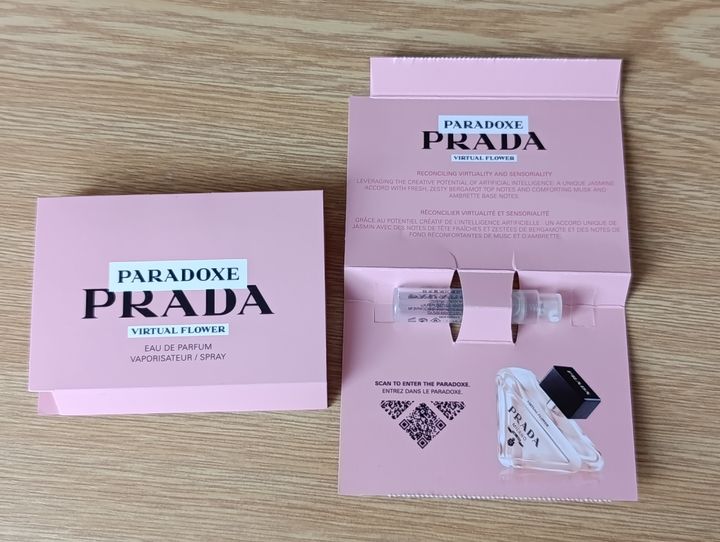 PARADOXE
PRADA
VIRTUAL FLOWER
EAU DE PARFUM
VAPORISATEUR / SPRAY
PARADOXE
PRADA
VIRTUAL FLOWER
RECONCILING VIRTUALITY AND SENSORIALITY
LEVERAGING THE CREATIVE POTENTIAL OF ARTIFICIAL INTELLIGENCE: A UNIQUE JASMINE
ACCORD WITH FRESH, ZESTY BERGAMOT TOP NOTES AND COMFORTING MUSK AND
AMBRETTE BASE NOTES.
RÉCONCILIER VIRTUALITÉ ET SENSORIALITÉ
GRÂCE AU POTENTIEL CRÉATIF DE L'INTELLIGENCE ARTIFICIELLE : UN ACCORD UNIQUE DE
JASMIN AVEC DES NOTES DE TÊTE FRAÎCHES ET ZESTÉES DE BERGAMOTE ET DES NOTES DE
FOND RÉCONFORTANTES DE MUSC ET D'AMBRETTE.
SCAN TO ENTER THE PARADOXE.
ENTREZ DANS LE PARADOXE.
PRADA
PRADA
MILANO